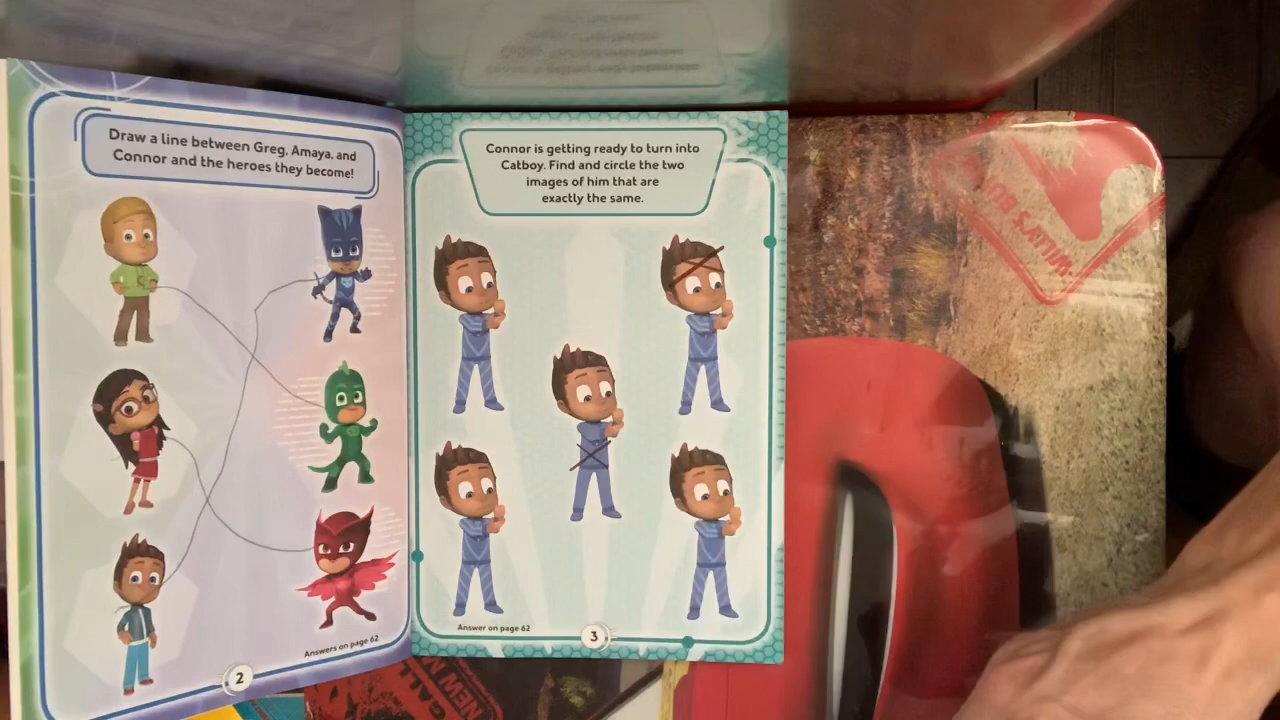 Draw a line between Greg, Amaya, and
Connor and the heroes they become!
Answers on page 62
2
Connor is getting ready to turn into
Catboy. Find and circle the two
images of him that are
exactly the same.
Answer on page 62
3
NEW M